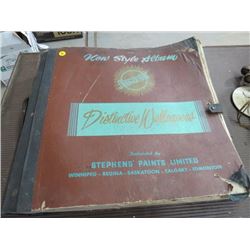 New Style Album
Distinctive Wallpapers
Distributed by
STEPHENS' PAINTS LIMITED
WINNIPEG - REGINA - SASKATOON - CALGARY - EDMONTON